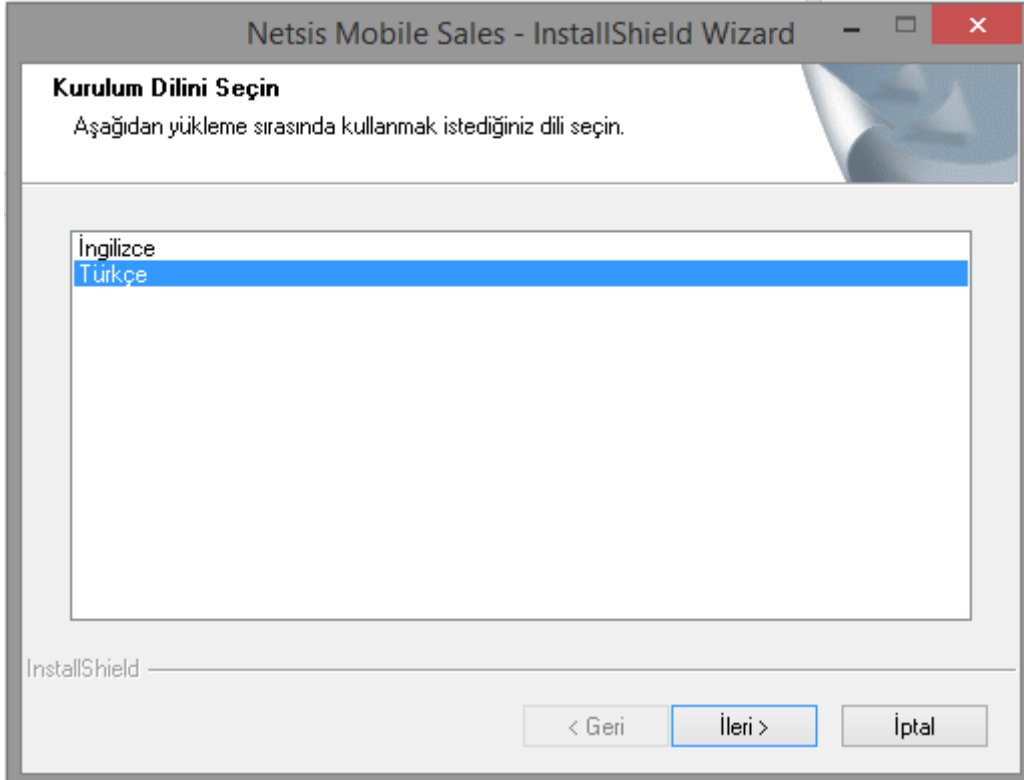 Netsis Mobile Sales - InstallShield Wizard
Kurulum Dilini Seçin
Aşağıdan yükleme sırasında kullanmak istediğiniz dili seçin.
İngilizce
Türkçe
InstallShield
< Geri
İleri >
İptal